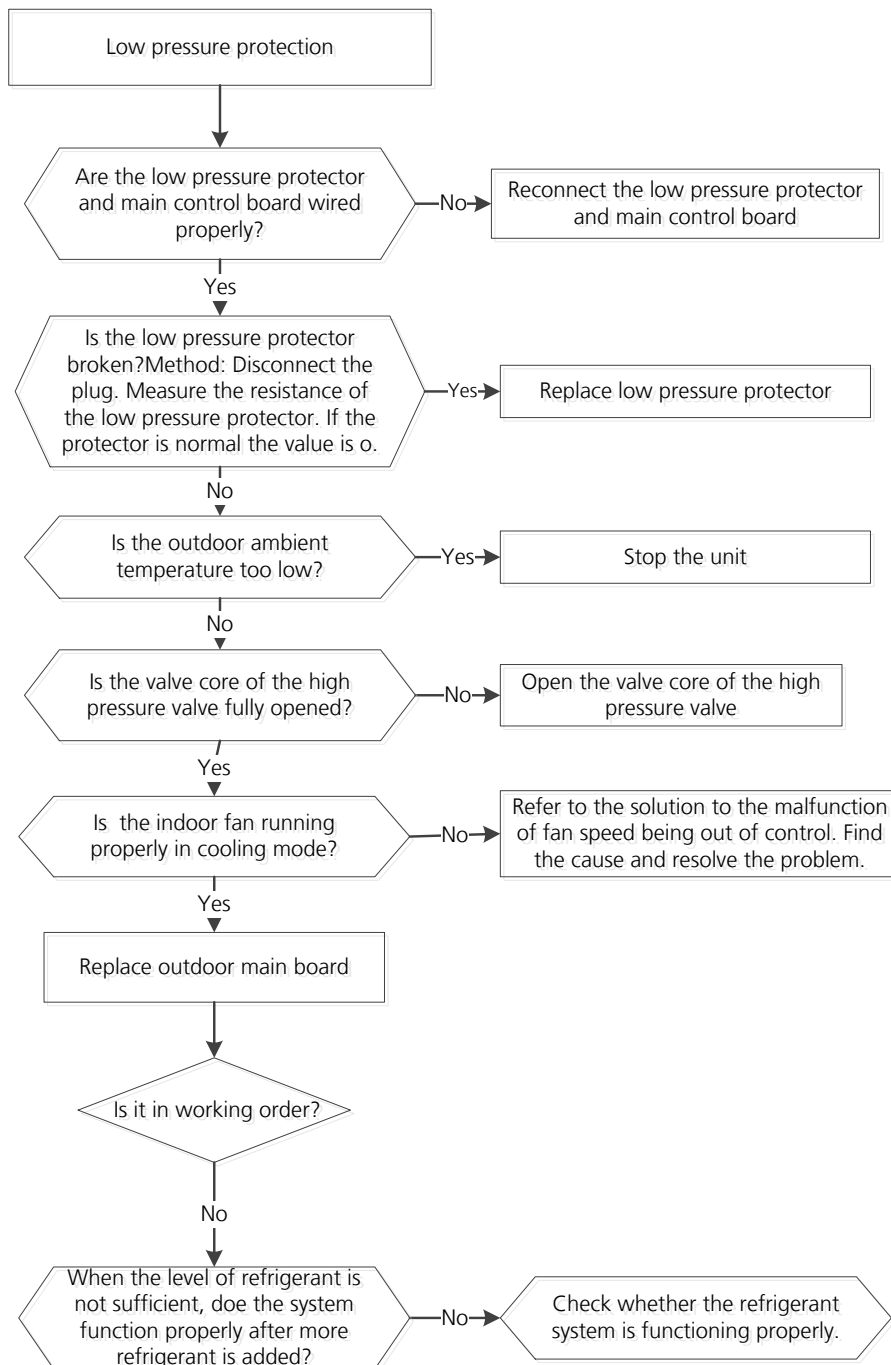 Low pressure protection
Are the low pressure protector
and main control board wired
properly?
No
Reconnect the low pressure protector
and main control board
Yes
Is the low pressure protector
broken?Method: Disconnect the
plug. Measure the resistance of
the low pressure protector. If the
protector is normal the value is o.
Yes
Replace low pressure protector
No
Is the outdoor ambient
temperature too low?
Yes
Stop the unit
No
Is the valve core of the high
pressure valve fully opened?
No
Open the valve core of the high
pressure valve
Yes
Is the indoor fan running
properly in cooling mode?
No
Refer to the solution to the malfunction
of fan speed being out of control. Find
the cause and resolve the problem.
Yes
Replace outdoor main board
Is it in working order?
No
When the level of refrigerant is
not sufficient, doe the system
function properly after more
refrigerant is added?
No
Check whether the refrigerant
system is functioning properly.